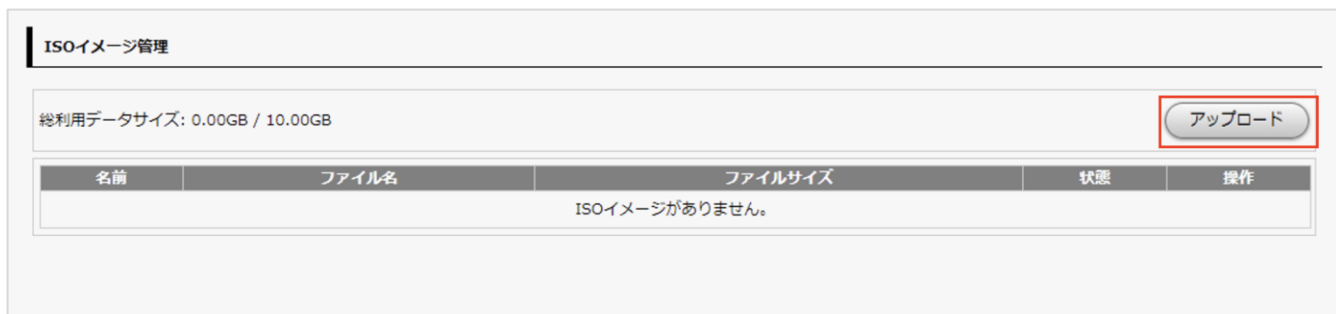 ISOイメージ管理
総利用データサイズ: 0.00GB / 10.00GB アップロード
名前 ファイル名 ファイルサイズ 状態 操作
ISOイメージがありません。